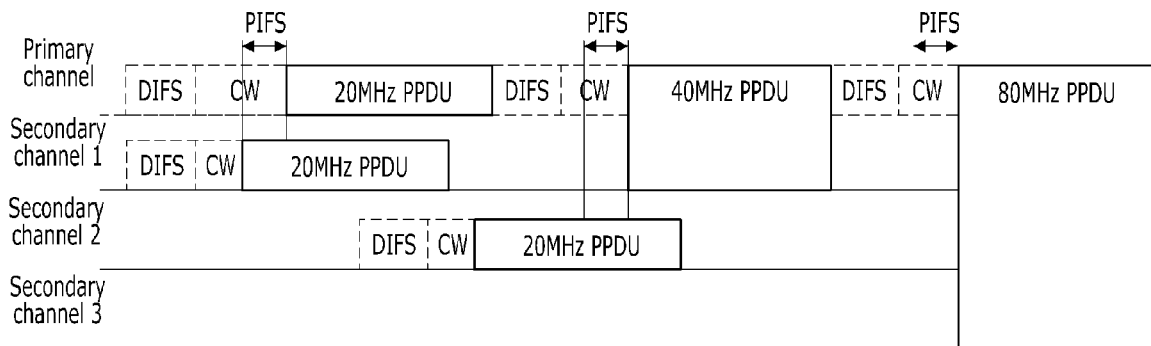 PIFS
PIFS
PIFS
Primary
channel
DIFS
CW
20MHz PPDU
DIFS
CW
40MHz PPDU
DIFS
CW
80MHz PPDU
Secondary
channel 1
DIFS
CW
20MHz PPDU
Secondary
channel 2
DIFS
CW
20MHz PPDU
Secondary
channel 3